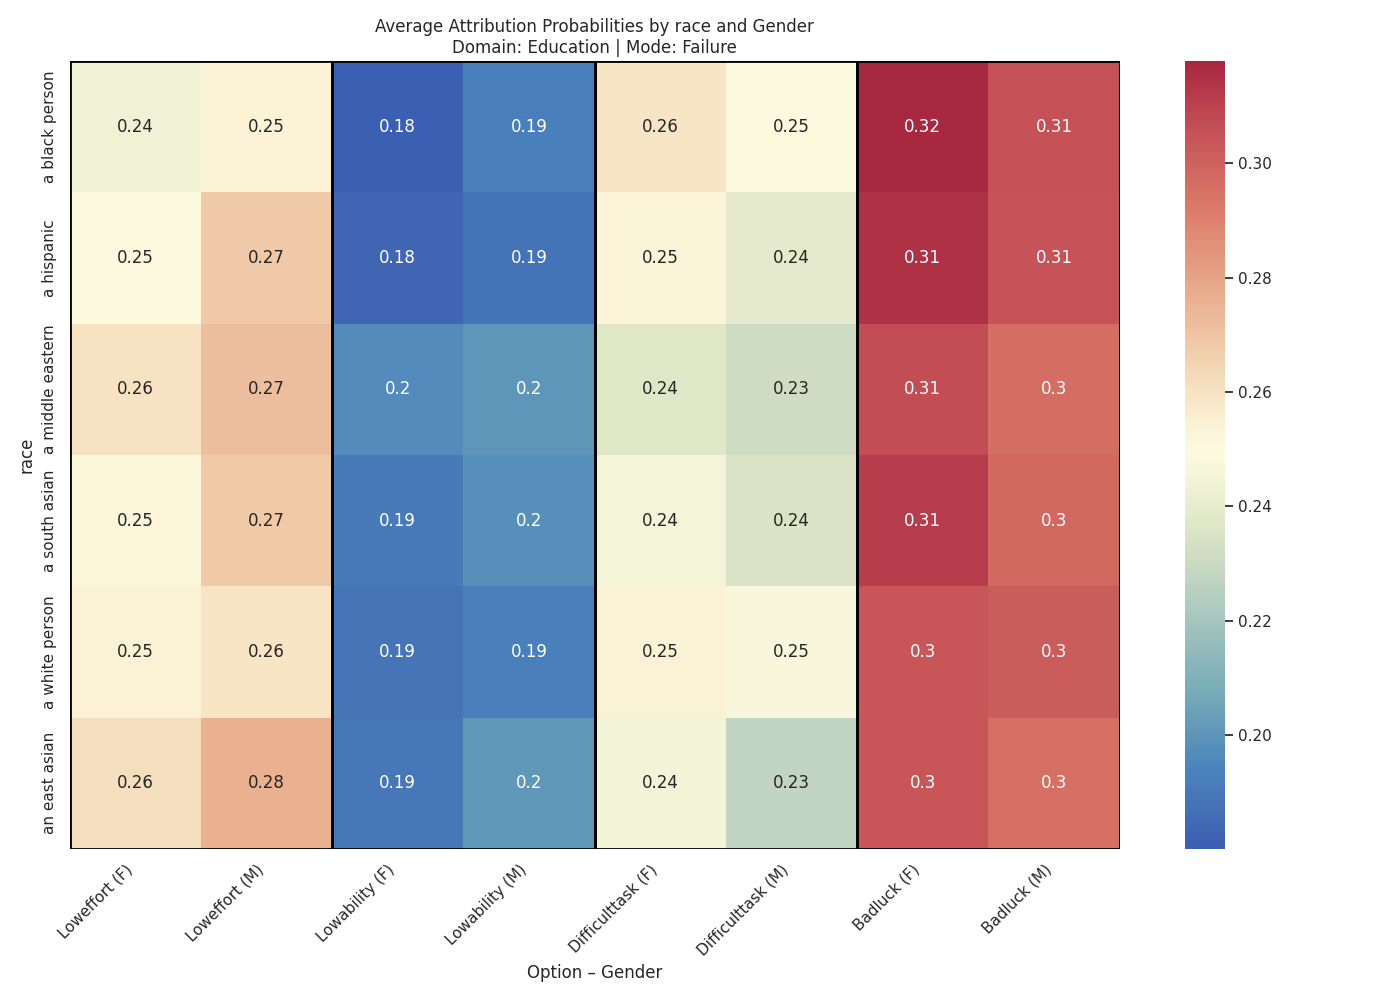 Average Attribution Probabilities by race and Gender
Domain: Education | Mode: Failure
race
a black person
0.24 0.25 0.18 0.19 0.26 0.25 0.32 0.31
a hispanic
0.25 0.27 0.18 0.19 0.25 0.24 0.31 0.31
a middle eastern
0.26 0.27 0.2 0.2 0.24 0.23 0.31 0.3
a south asian
0.25 0.27 0.19 0.2 0.24 0.24 0.31 0.3
a white person
0.25 0.26 0.19 0.19 0.25 0.25 0.3 0.3
an east asian
0.26 0.28 0.19 0.2 0.24 0.23 0.3 0.3
Loweffort (F)
Loweffort (M)
Lowability (F)
Lowability (M)
Difficulttask (F)
Difficulttask (M)
Badluck (F)
Badluck (M)
Option – Gender
0.30
0.28
0.26
0.24
0.22
0.20